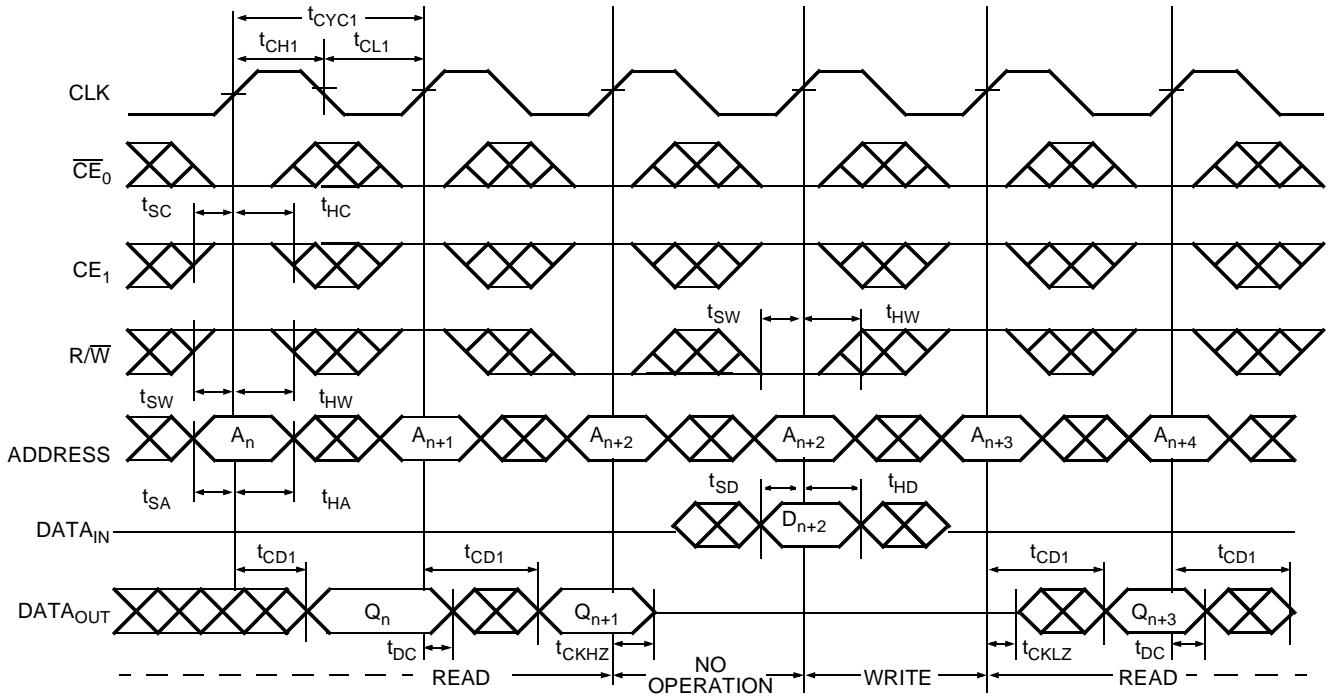 tCYC1
tCH1 tCL1
CLK
CE0
tSC tHC
CE1
tSW tHW
R/W
tSW tHW
An An+1 An+2 An+2 An+3 An+4
ADDRESS
tSA tHA tSD tHD
DATAIN Dn+2
tCD1 tCD1 tCD1 tCD1
DATAOUT Qn Qn+1 Qn+3
tDC tCKHZ tCKLZ tDC
READ NO OPERATION WRITE READ